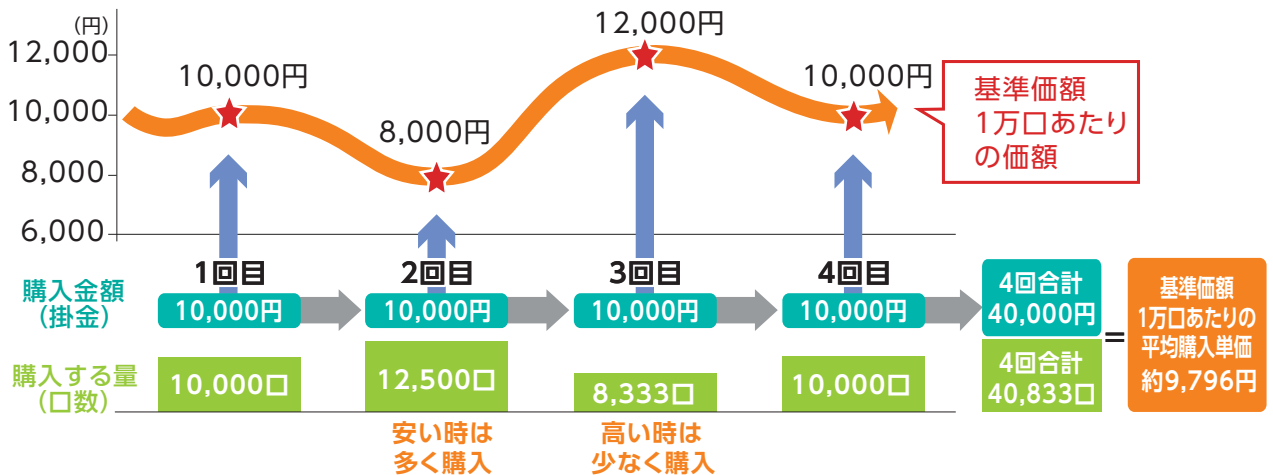 (円)
12,000
10,000
8,000
6,000
10,000円
8,000円
12,000円
10,000円
基準価額
1万口あたり
の価額
1回目
2回目
3回目
4回目
購入金額
(掛金)
10,000円
10,000円
10,000円
10,000円
4回合計
40,000円
購入する量
(口数)
10,000口
12,500口
8,333口
10,000口
4回合計
40,833口
=
基準価額
1万口あたりの
平均購入単価
約9,796円
安い時は
多く購入
高い時は
少なく購入